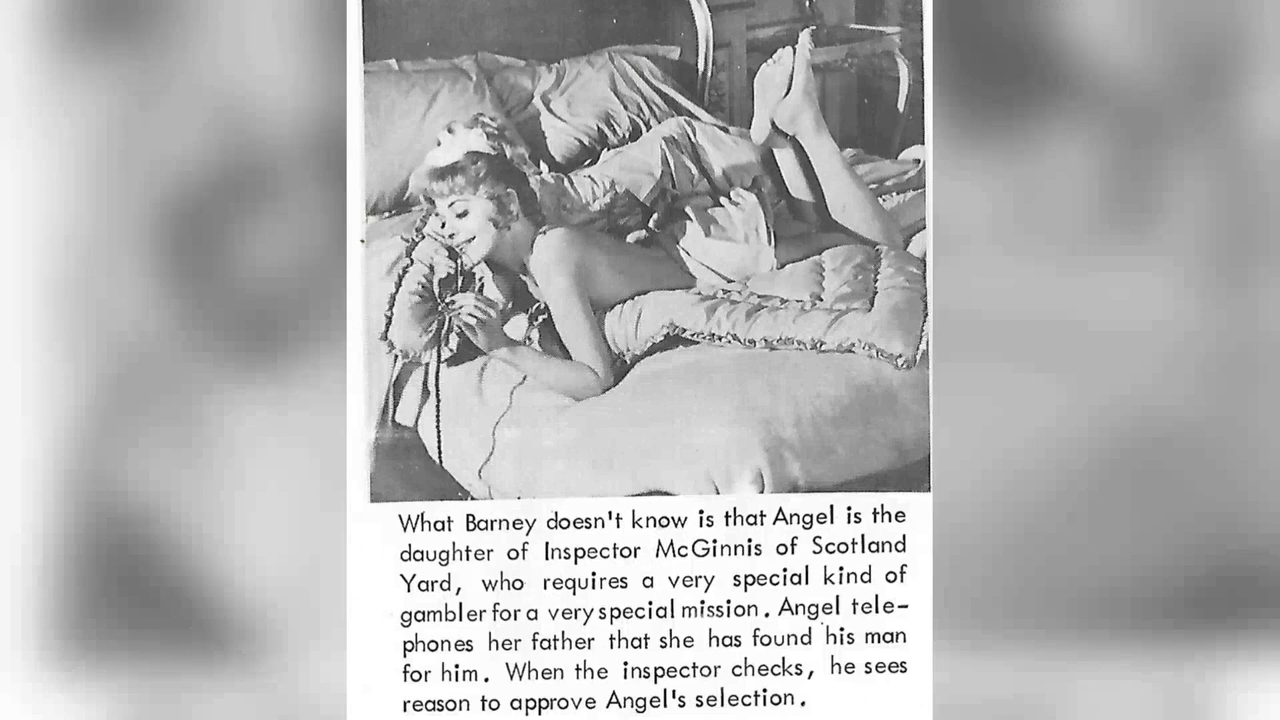 What Barney doesn't know is that Angel is the
daughter of Inspector McGinnis of Scotland
Yard, who requires a very special kind of
gambler for a very special mission. Angel tele-
phones her father that she has found his man
for him. When the inspector checks, he sees
reason to approve Angel's selection.